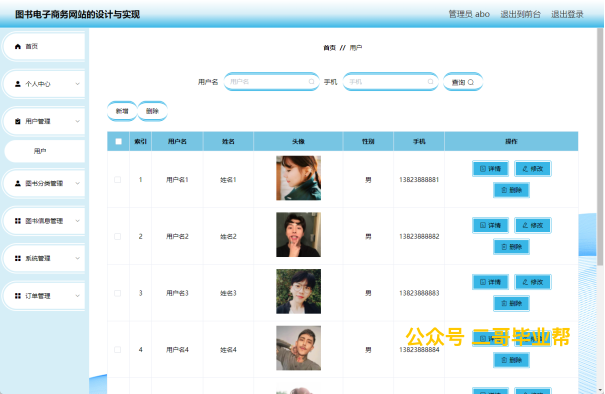 图书电子商务网站的设计与实现 管理员 abo 退出到前台 退出登录
首页
个人中心
用户管理
用户
图书分类管理
图书信息管理
系统管理
订单管理
首页 // 用户
用户名 用户名 手机 手机 查询
新增 删除
索引 用户名 姓名 头像 性别 手机 操作
1 用户名1 姓名1 男 13823888881 详情 修改
删除
2 用户名2 姓名2 男 13823888882 详情 修改
删除
3 用户名3 姓名3 男 13823888883 详情 修改
删除
4 用户名4 姓名4 男 13823888884 详情 修改
删除
公众号 二哥毕业帮
详情 修改